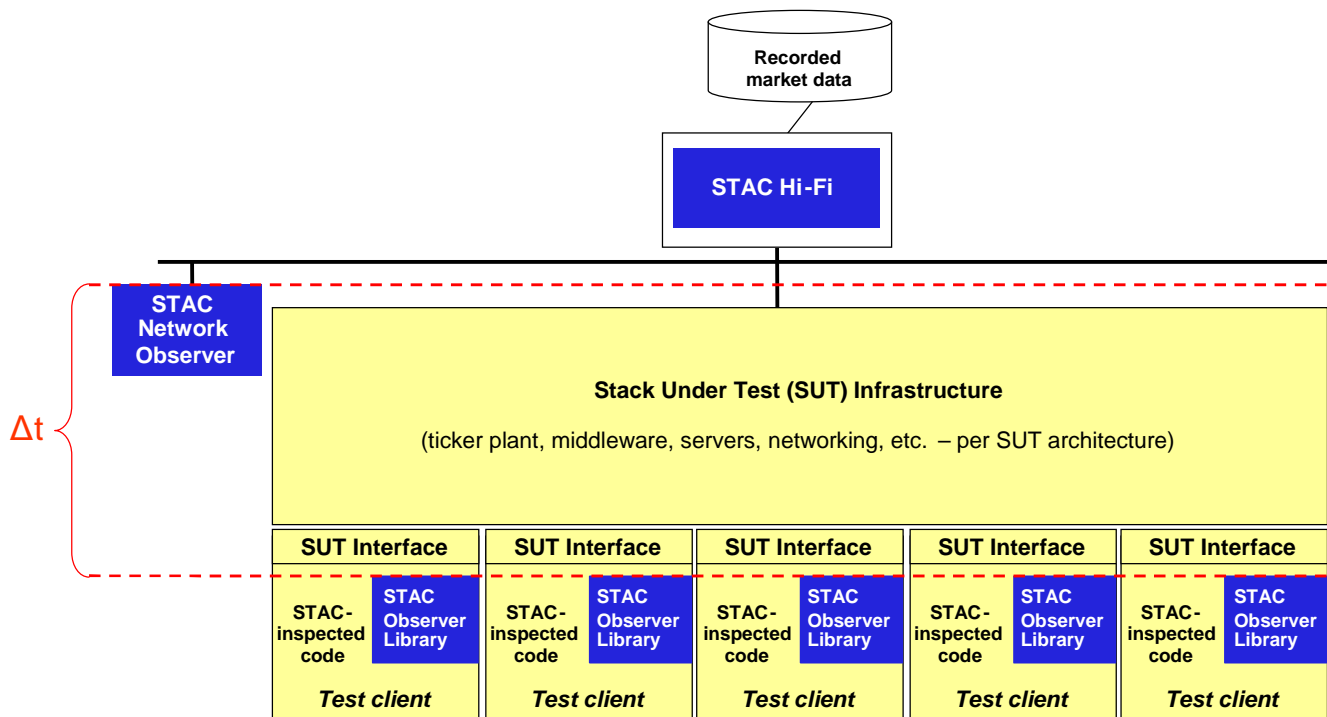 Recorded
market data
STAC Hi-Fi
STAC
Network
Observer
Δt
Stack Under Test (SUT) Infrastructure
(ticker plant, middleware, servers, networking, etc. – per SUT architecture)
SUT Interface
SUT Interface
SUT Interface
SUT Interface
SUT Interface
STAC-
inspected
code
STAC
Observer
Library
Test client
STAC-
inspected
code
STAC
Observer
Library
Test client
STAC-
inspected
code
STAC
Observer
Library
Test client
STAC-
inspected
code
STAC
Observer
Library
Test client
STAC-
inspected
code
STAC
Observer
Library
Test client